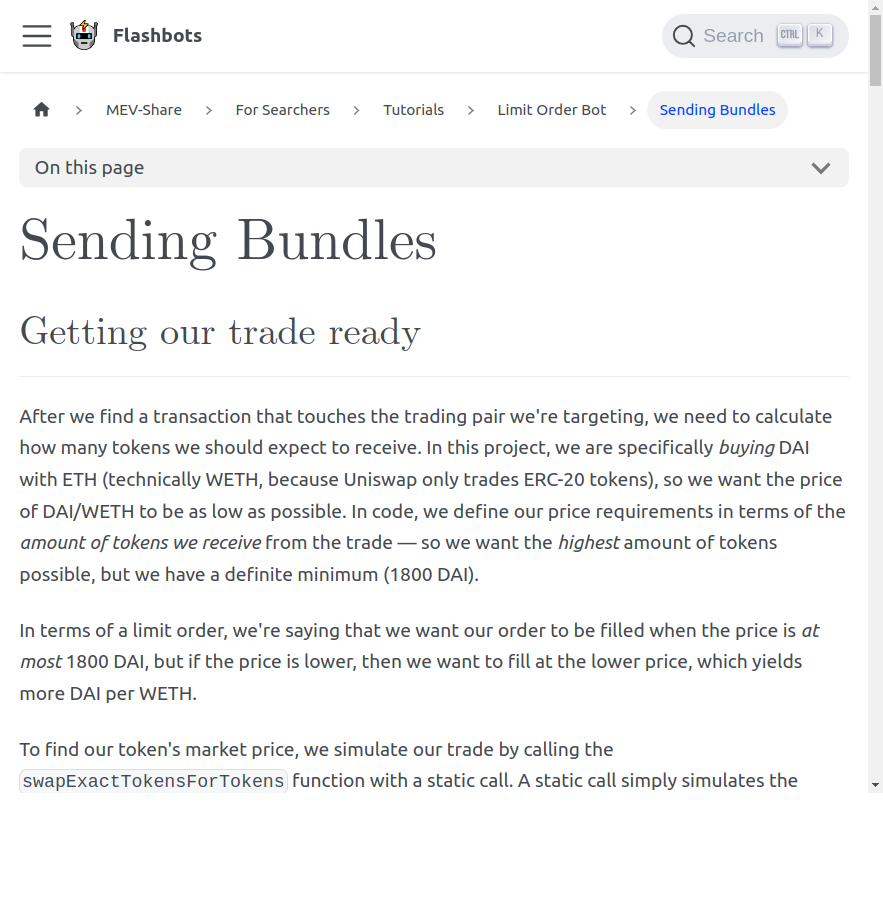 Flashbots
Search CTRL K
MEV-Share > For Searchers > Tutorials > Limit Order Bot > Sending Bundles
On this page
Sending Bundles
Getting our trade ready
After we find a transaction that touches the trading pair we're targeting, we need to calculate
how many tokens we should expect to receive. In this project, we are specifically buying DAI
with ETH (technically WETH, because Uniswap only trades ERC-20 tokens), so we want the price
of DAI/WETH to be as low as possible. In code, we define our price requirements in terms of the
amount of tokens we receive from the trade — so we want the highest amount of tokens
possible, but we have a definite minimum (1800 DAI).
In terms of a limit order, we're saying that we want our order to be filled when the price is at
most 1800 DAI, but if the price is lower, then we want to fill at the lower price, which yields
more DAI per WETH.
To find our token's market price, we simulate our trade by calling the
swapExactTokensForTokens function with a static call. A static call simply simulates the